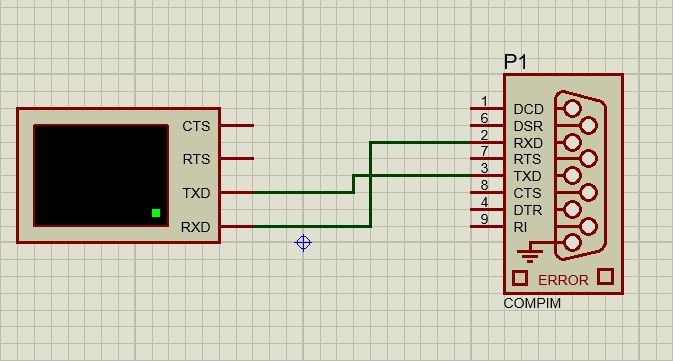 P1
CTS
RTS
TXD
RXD
1 DCD
6 DSR
2 RXD
7 RTS
3 TXD
8 CTS
4 DTR
9 RI
ERROR
COMPIM